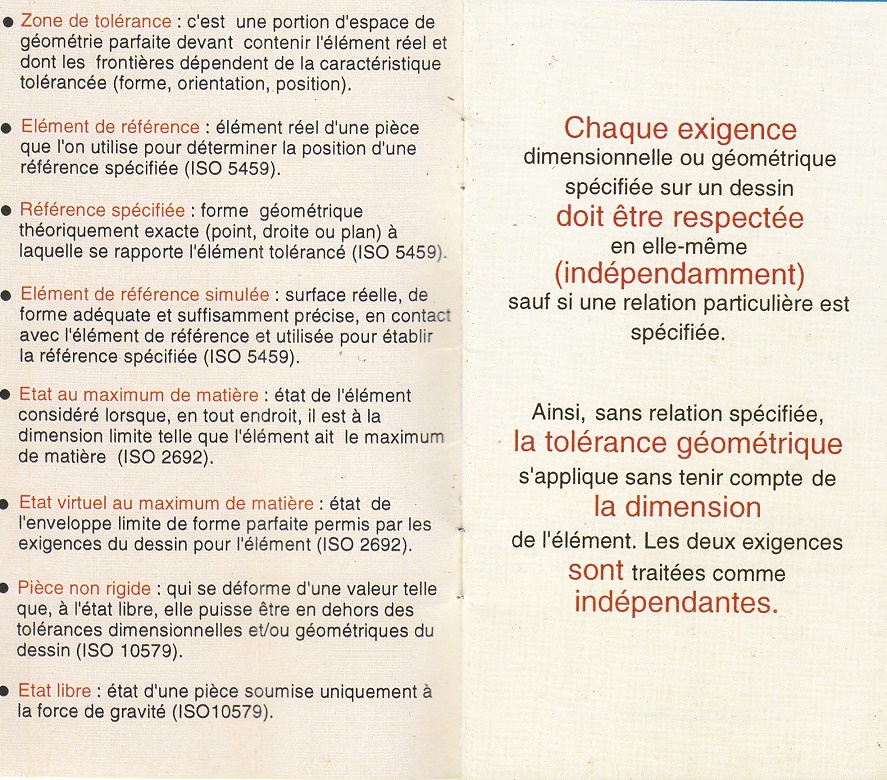 ● Zone de tolérance : c'est une portion d'espace de
géométrie parfaite devant contenir l'élément réel et
dont les frontières dépendent de la caractéristique
tolérancée (forme, orientation, position).
● Elément de référence : élément réel d'une pièce
que l'on utilise pour déterminer la position d'une
référence spécifiée (ISO 5459).
● Référence spécifiée : forme géométrique
théoriquement exacte (point, droite ou plan) à
laquelle se rapporte l'élément tolérancé (ISO 5459).
● Elément de référence simulée : surface réelle, de
forme adéquate et suffisamment précise, en contact
avec l'élément de référence et utilisée pour établir
la référence spécifiée (ISO 5459).
● Etat au maximum de matière : état de l'élément
considéré lorsque, en tout endroit, il est à la
dimension limite telle que l'élément ait le maximum
de matière (ISO 2692).
● Etat virtuel au maximum de matière : état de
l'enveloppe limite de forme parfaite permis par les
exigences du dessin pour l'élément (ISO 2692).
● Pièce non rigide : qui se déforme d'une valeur telle
que, à l'état libre, elle puisse être en dehors des
tolérances dimensionnelles et/ou géométriques du
dessin (ISO 10579).
● Etat libre : état d'une pièce soumise uniquement à
la force de gravité (ISO10579).
Chaque exigence
dimensionnelle ou géométrique
spécifiée sur un dessin
doit être respectée
en elle-même
(indépendamment)
sauf si une relation particulière est
spécifiée.
Ainsi, sans relation spécifiée,
la tolérance géométrique
s'applique sans tenir compte de
la dimension
de l'élément. Les deux exigences
sont traitées comme
indépendantes.